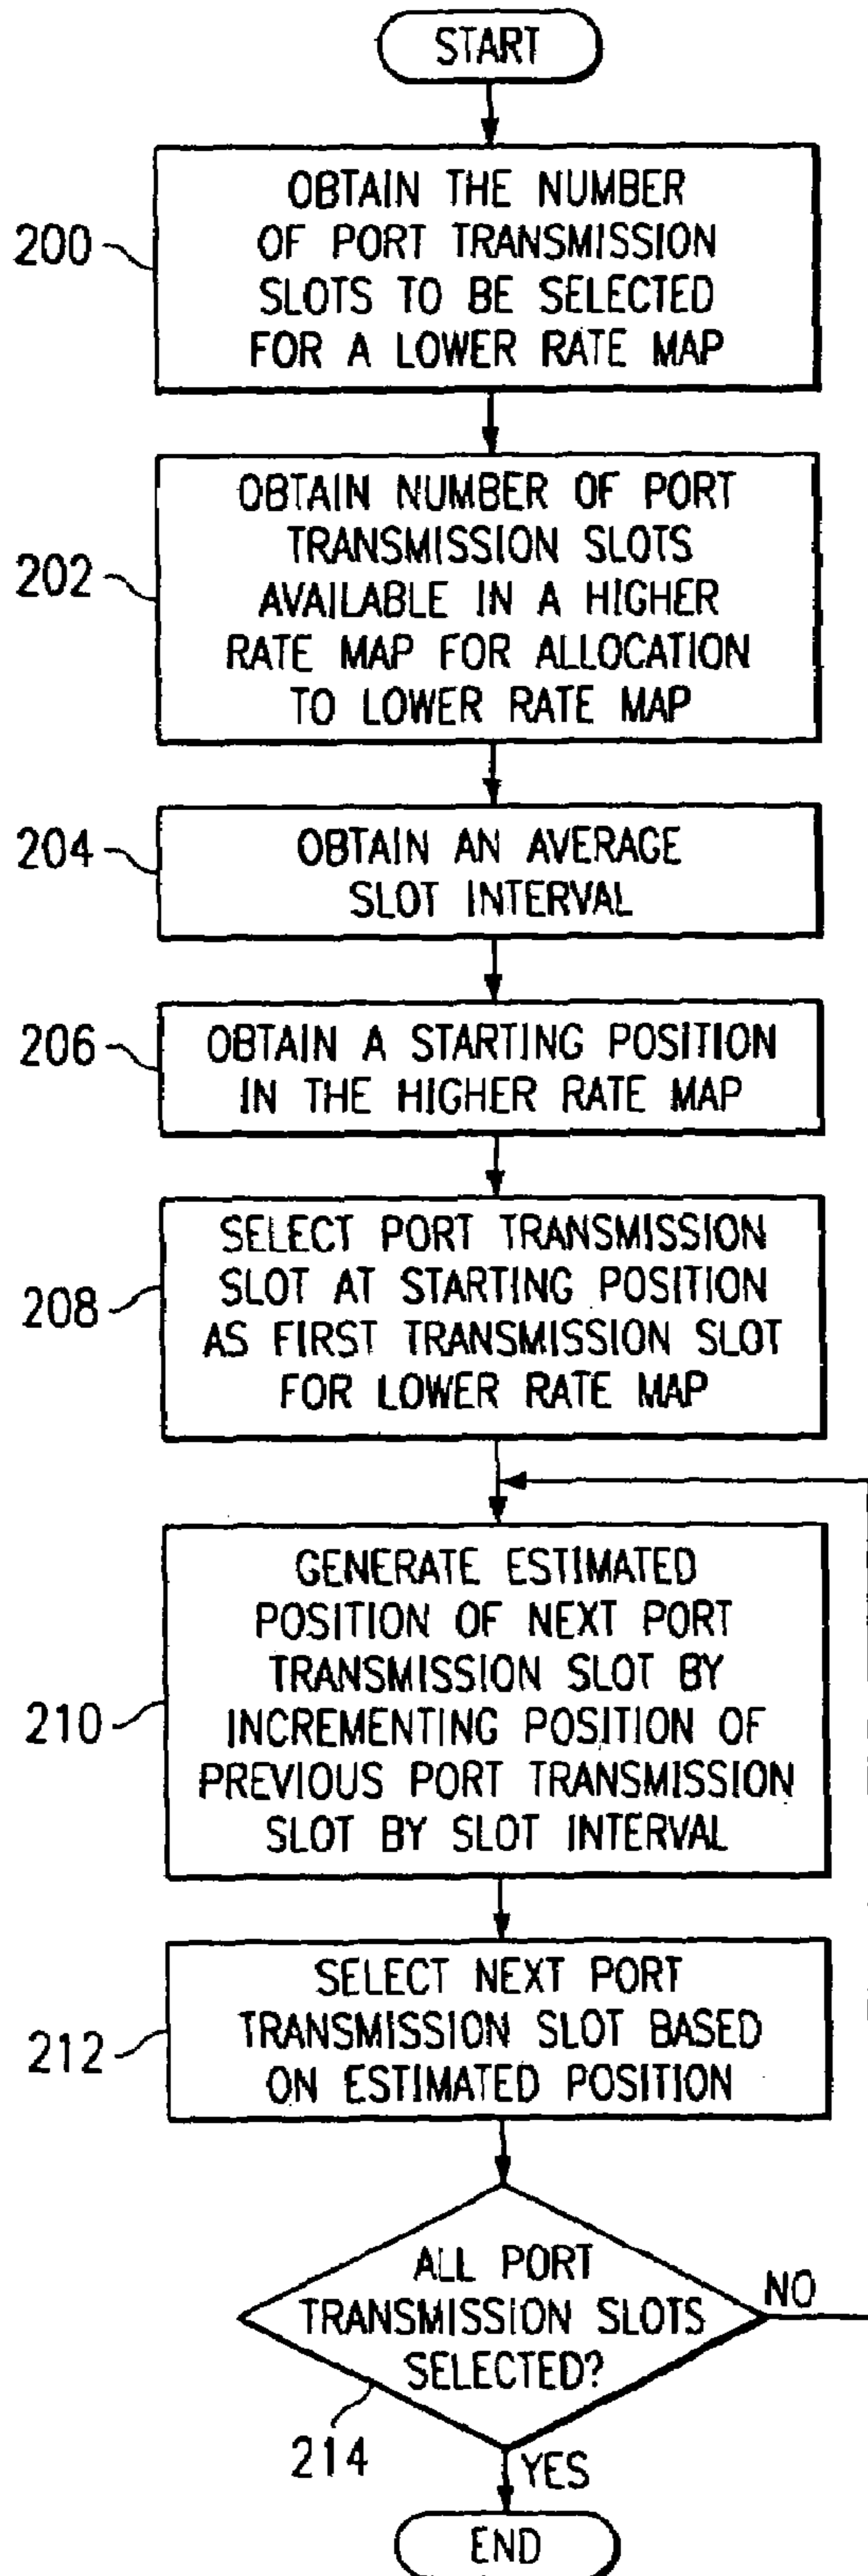 START
200
OBTAIN THE NUMBER
OF PORT TRANSMISSION
SLOTS TO BE SELECTED
FOR A LOWER RATE MAP
202
OBTAIN NUMBER OF PORT
TRANSMISSION SLOTS
AVAILABLE IN A HIGHER
RATE MAP FOR ALLOCATION
TO LOWER RATE MAP
204
OBTAIN AN AVERAGE
SLOT INTERVAL
206
OBTAIN A STARTING POSITION
IN THE HIGHER RATE MAP
208
SELECT PORT TRANSMISSION
SLOT AT STARTING POSITION
AS FIRST TRANSMISSION SLOT
FOR LOWER RATE MAP
210
GENERATE ESTIMATED
POSITION OF NEXT PORT
TRANSMISSION SLOT BY
INCREMENTING POSITION OF
PREVIOUS PORT TRANSMISSION
SLOT BY SLOT INTERVAL
212
SELECT NEXT PORT
TRANSMISSION SLOT BASED
ON ESTIMATED POSITION
ALL PORT
TRANSMISSION SLOTS
SELECTED?
NO
214
YES
END